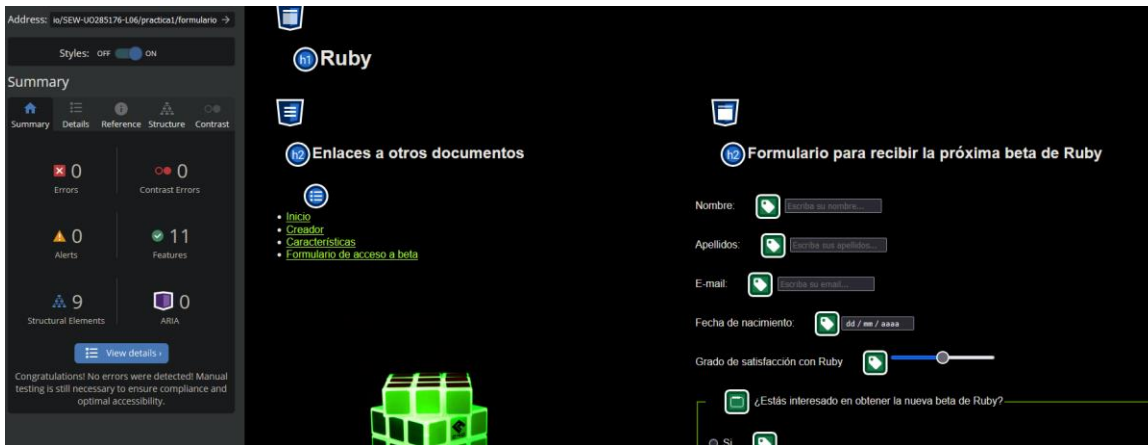 Address: io/SEW-UO285176-L06/practica1/formulario →
Styles: OFF ON
Summary
Summary Details Reference Structure Contrast
0 0
Errors Contrast Errors
0 11
Alerts Features
9 0
Structural Elements ARIA
View details ›
Congratulations! No errors were detected! Manual
testing is still necessary to ensure compliance and
optimal accessibility.
h1 Ruby
h2 Enlaces a otros documentos
Inicio
Creador
Características
Formulario de acceso a beta
h2 Formulario para recibir la próxima beta de Ruby
Nombre: Escriba su nombre...
Apellidos: Escriba sus apellidos...
E-mail: Escriba su email...
Fecha de nacimiento: dd / mm / aaaa
Grado de satisfacción con Ruby
¿Estás interesado en obtener la nueva beta de Ruby?
Si